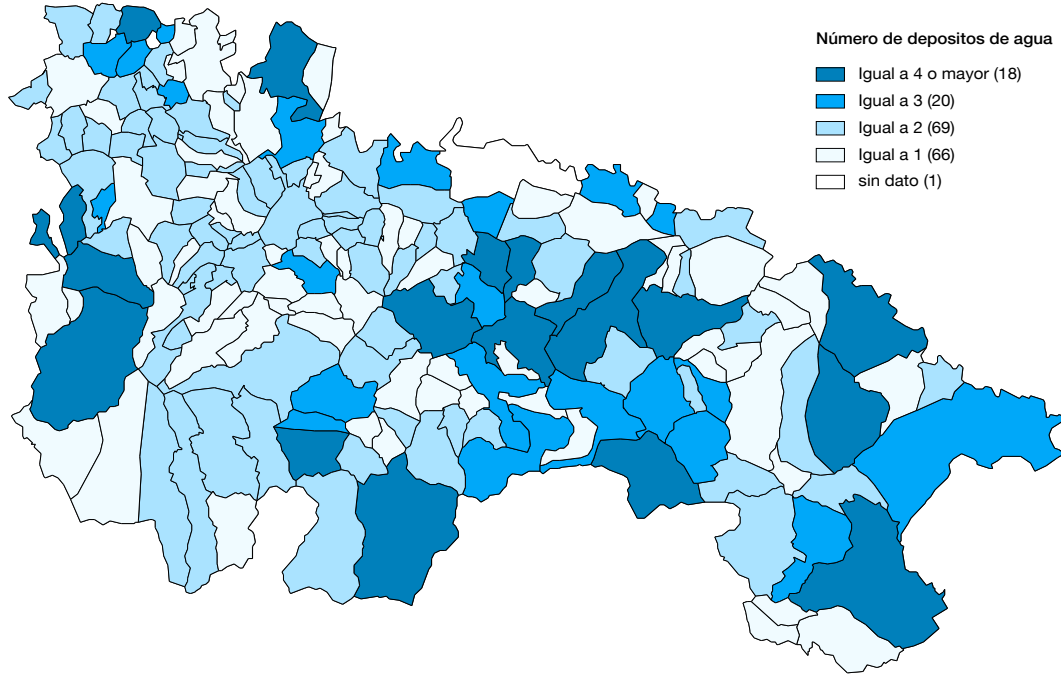 Número de depositos de agua
Igual a 4 o mayor (18)
Igual a 3 (20)
Igual a 2 (69)
Igual a 1 (66)
sin dato (1)